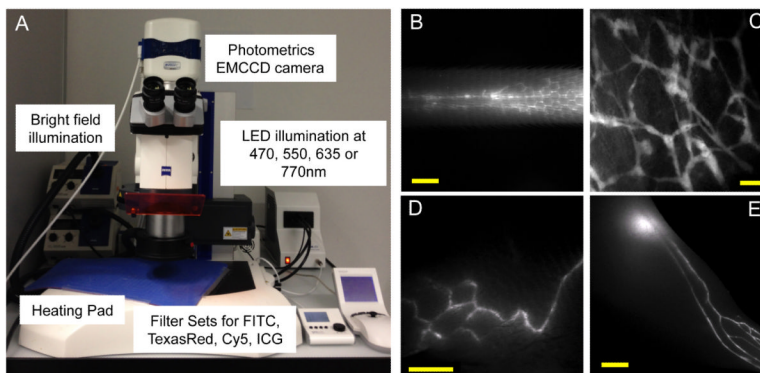 A
Photometrics
EMCCD camera
Bright field
illumination
LED illumination at
470, 550, 635 or
770nm
Heating Pad
Filter Sets for FITC,
TexasRed, Cy5, ICG
B
C
D
E